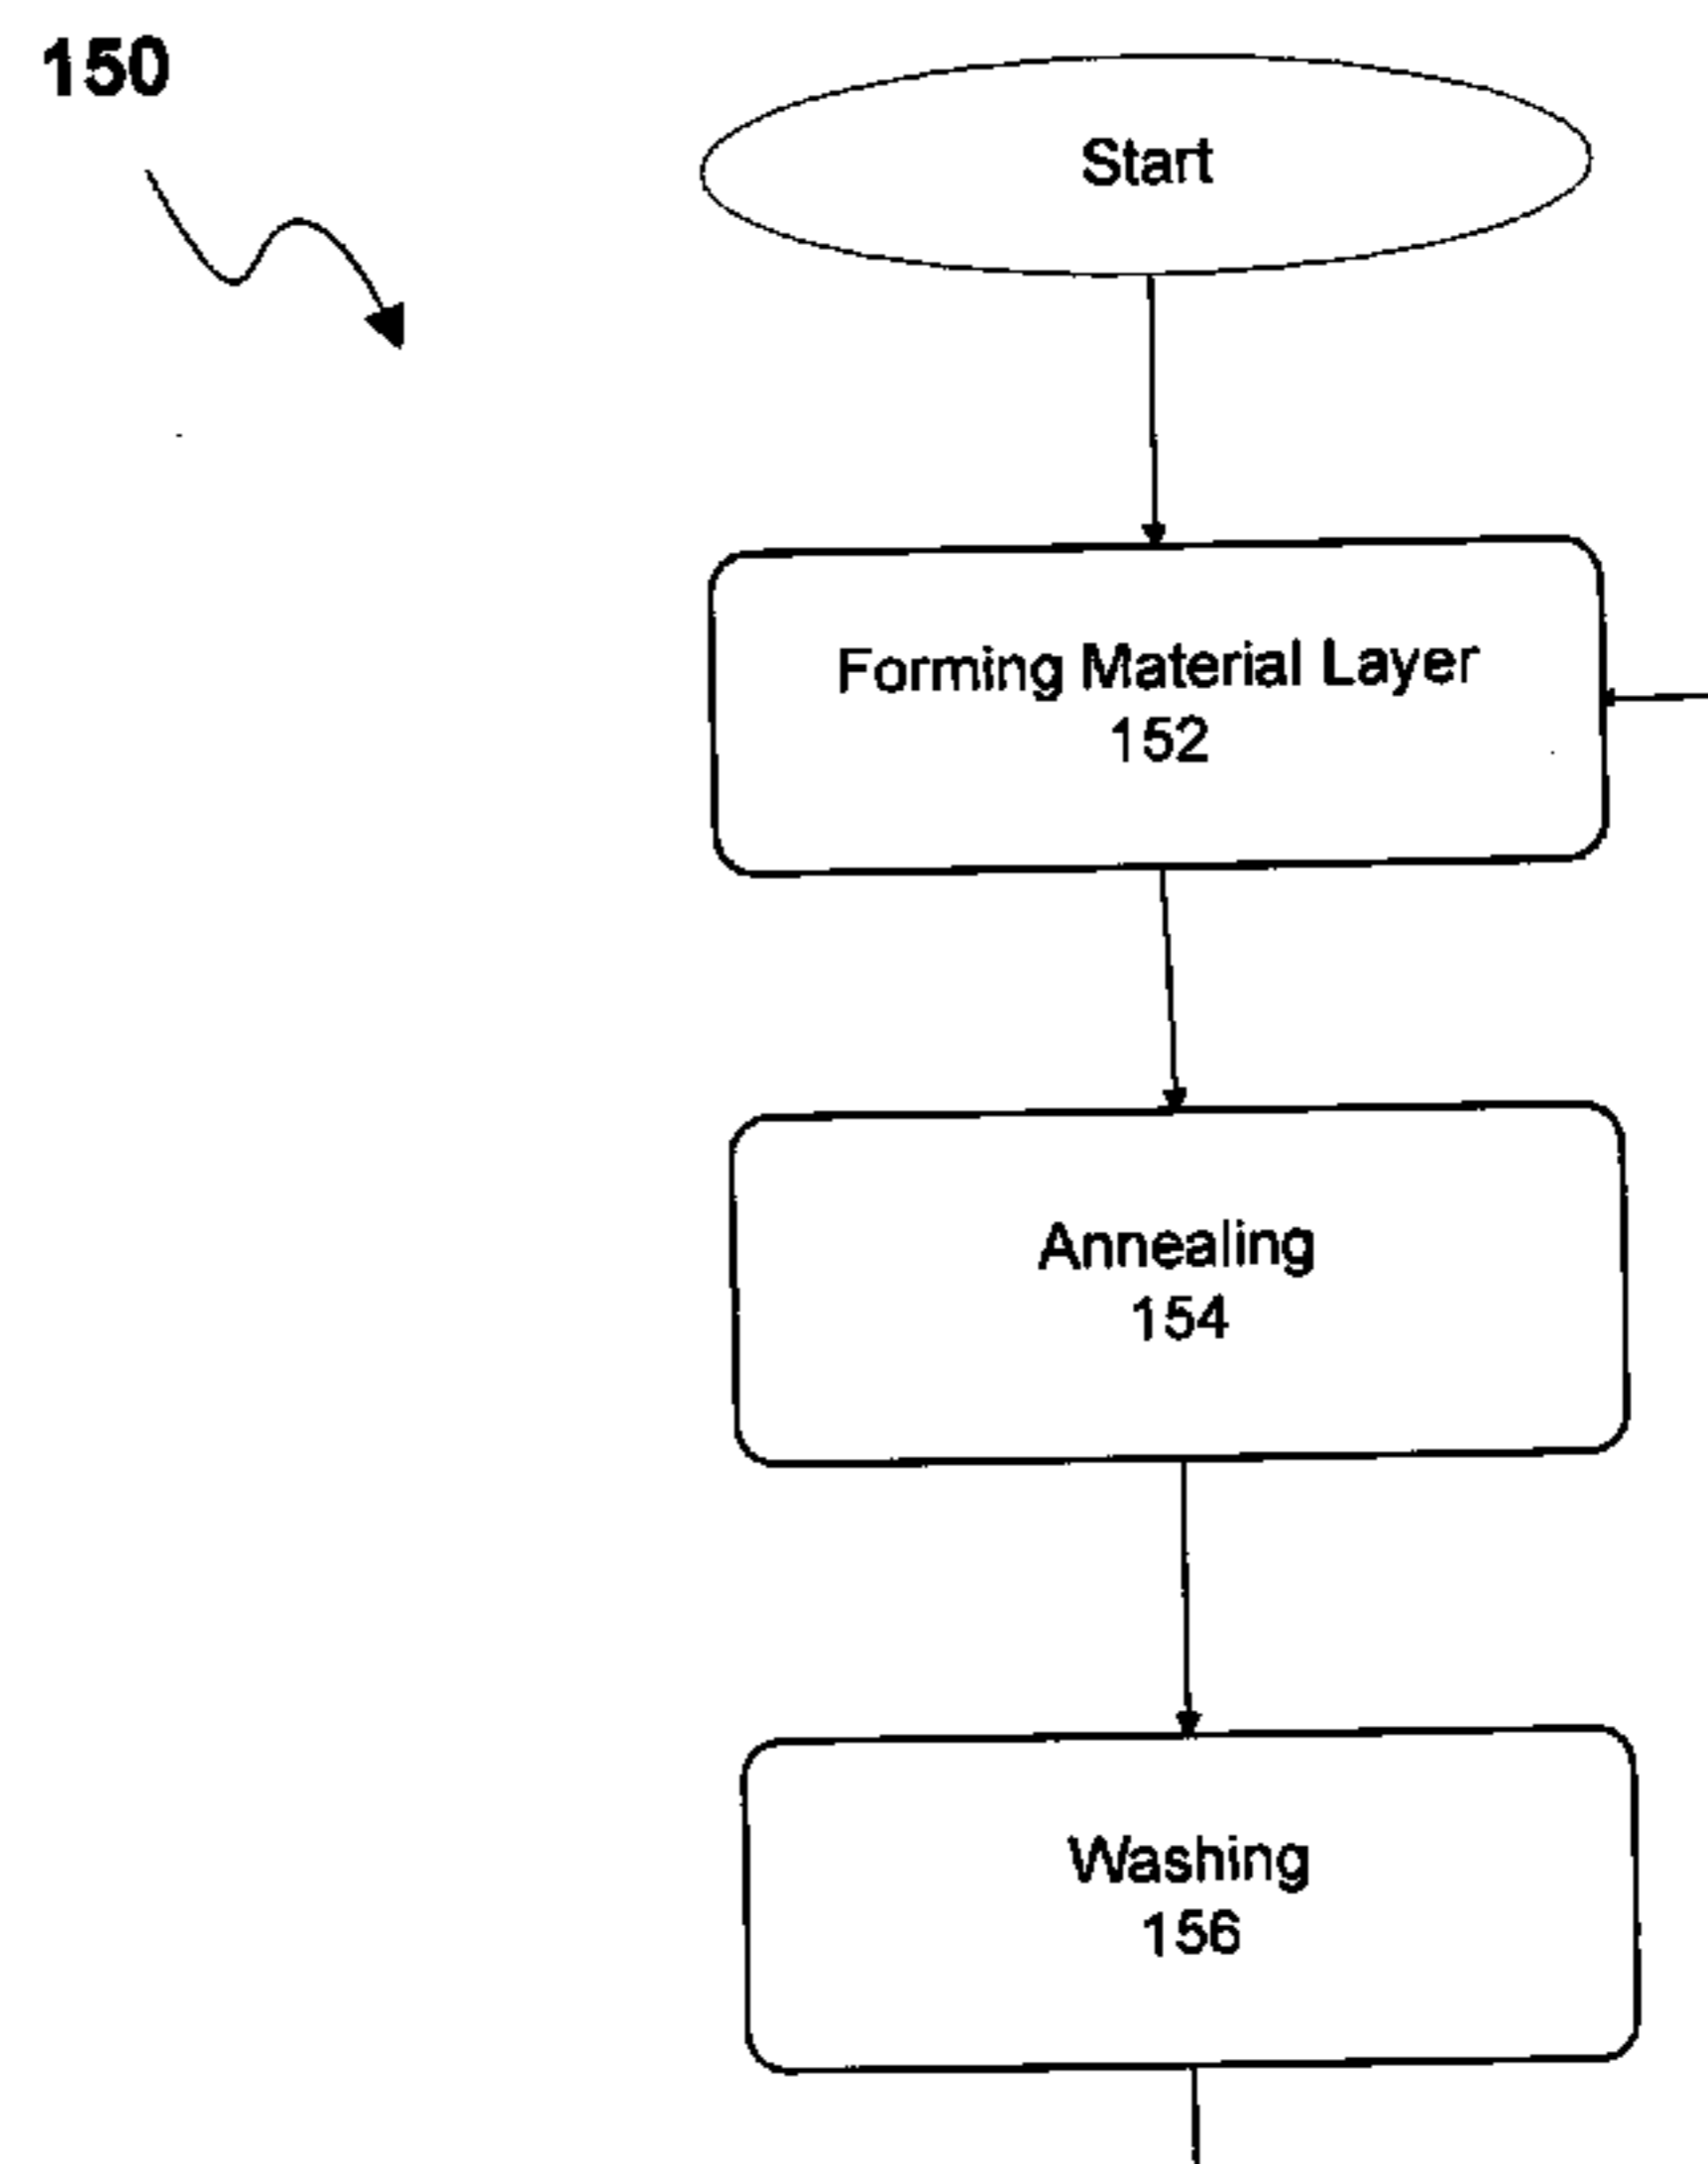 150
Start
Forming Material Layer
152
Annealing
154
Washing
156